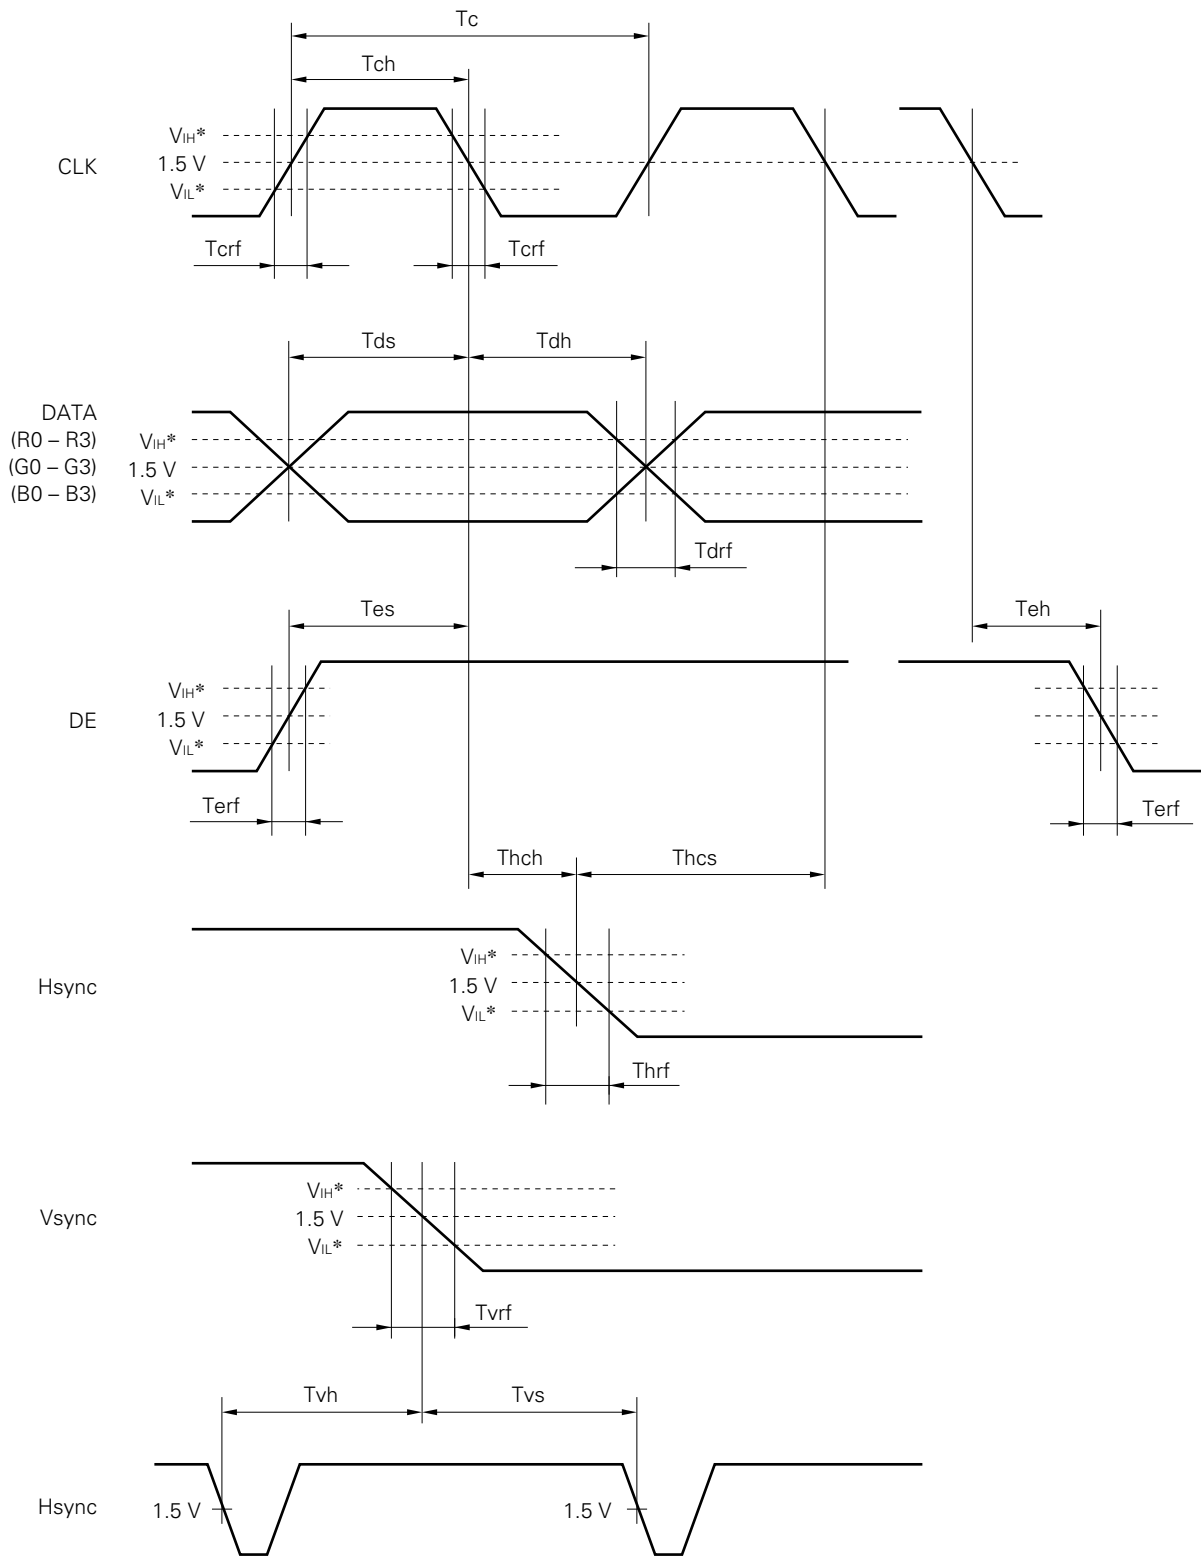 Tc
Tch
VIH*
CLK 1.5 V
VIL*
Tcrf Tcrf
Tds Tdh
DATA
(R0 – R3) VIH*
(G0 – G3) 1.5 V
(B0 – B3) VIL*
Tdrf
Tes Teh
VIH*
DE 1.5 V
VIL*
Terf Terf
Thch Thcs
VIH*
Hsync 1.5 V
VIL*
Thrf
VIH*
Vsync 1.5 V
VIL*
Tvrf
Tvh Tvs
Hsync 1.5 V 1.5 V